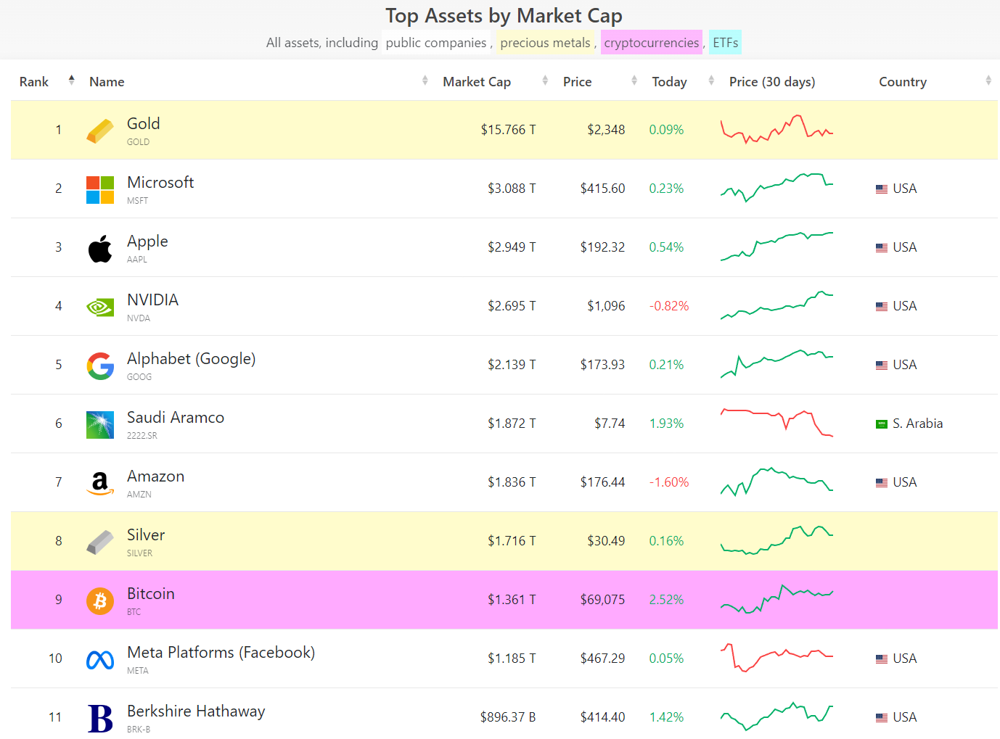 Top Assets by Market Cap
All assets, including public companies , precious metals , cryptocurrencies , ETFs
Rank Name Market Cap Price Today Price (30 days) Country
1 Gold $15.766 T $2,348 0.09%
GOLD
2 Microsoft $3.088 T $415.60 0.23% USA
MSFT
3 Apple $2.949 T $192.32 0.54% USA
AAPL
4 NVIDIA $2.695 T $1,096 -0.82% USA
NVDA
5 Alphabet (Google) $2.139 T $173.93 0.21% USA
GOOG
6 Saudi Aramco $1.872 T $7.74 1.93% S. Arabia
2222.SR
7 Amazon $1.836 T $176.44 -1.60% USA
AMZN
8 Silver $1.716 T $30.49 0.16%
SILVER
9 Bitcoin $1.361 T $69,075 2.52%
BTC
10 Meta Platforms (Facebook) $1.185 T $467.29 0.05% USA
META
11 Berkshire Hathaway $896.37 B $414.40 1.42% USA
BRK-B